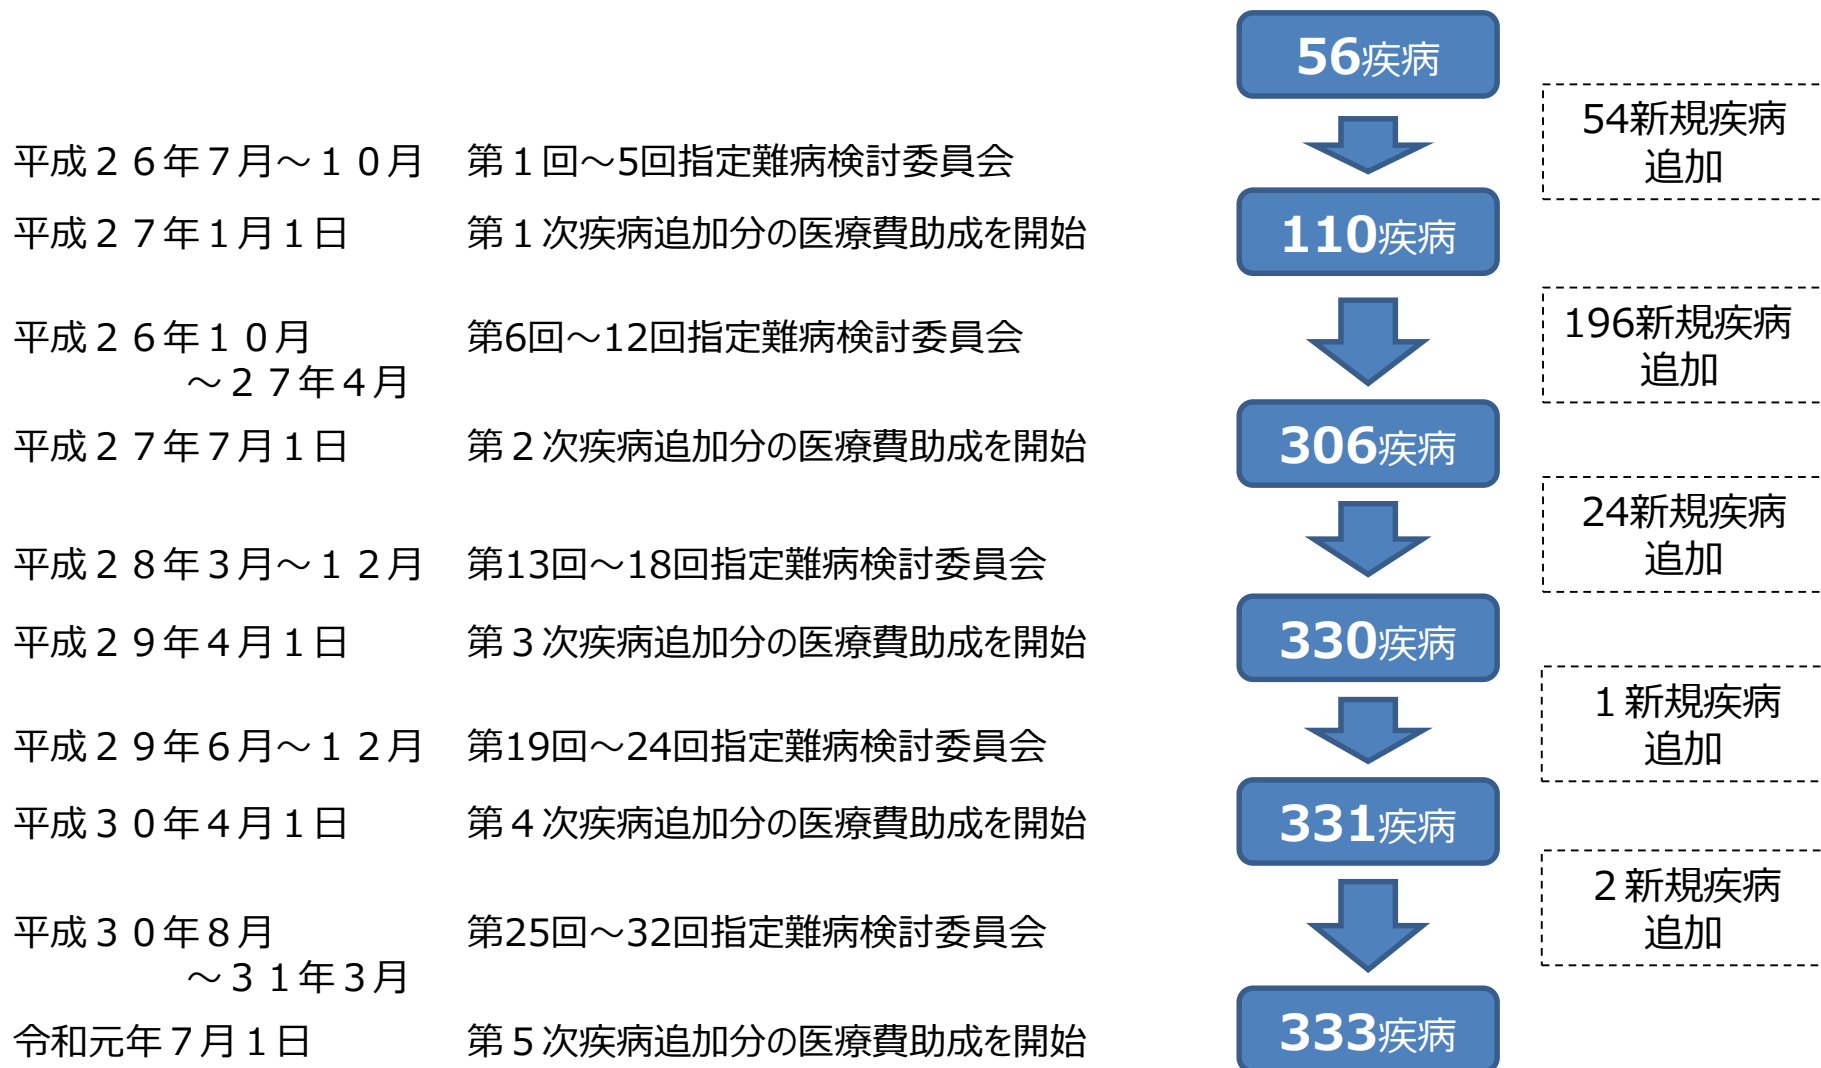 56疾病
54新規疾病
追加
平成２６年７月～１０月　第１回～5回指定難病検討委員会
平成２７年１月１日　第１次疾病追加分の医療費助成を開始
110疾病
196新規疾病
追加
平成２６年１０月　第6回～12回指定難病検討委員会
～２７年４月
平成２７年７月１日　第２次疾病追加分の医療費助成を開始
306疾病
24新規疾病
追加
平成２８年３月～１２月　第13回～18回指定難病検討委員会
平成２９年４月１日　第３次疾病追加分の医療費助成を開始
330疾病
１新規疾病
追加
平成２９年６月～１２月　第19回～24回指定難病検討委員会
平成３０年４月１日　第４次疾病追加分の医療費助成を開始
331疾病
２新規疾病
追加
平成３０年８月　第25回～32回指定難病検討委員会
～３１年３月
令和元年７月１日　第５次疾病追加分の医療費助成を開始
333疾病